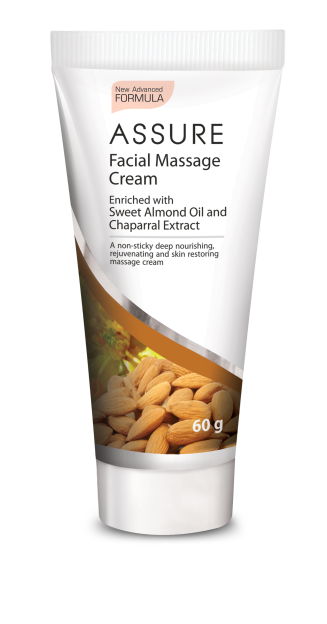 New Advanced
FORMULA
ASSURE
Facial Massage
Cream
Enriched with
Sweet Almond Oil and
Chaparral Extract
A non-sticky deep nourishing,
rejuvenating and skin restoring
massage cream
60 g